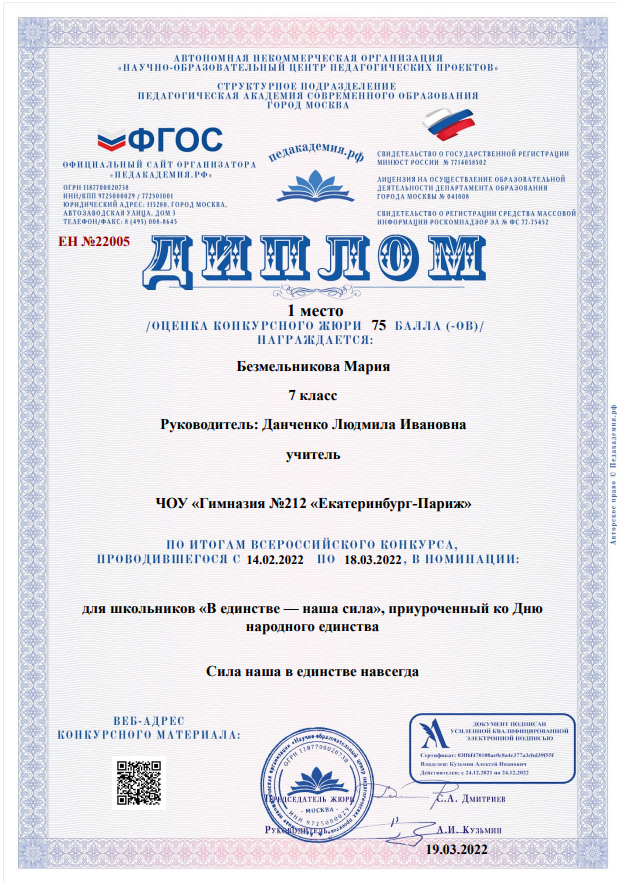 АВТОНОМНАЯ НЕКОММЕРЧЕСКАЯ ОРГАНИЗАЦИЯ
«НАУЧНО-ОБРАЗОВАТЕЛЬНЫЙ ЦЕНТР ПЕДАГОГИЧЕСКИХ ПРОЕКТОВ»
СТРУКТУРНОЕ ПОДРАЗДЕЛЕНИЕ
ПЕДАГОГИЧЕСКАЯ АКАДЕМИЯ СОВРЕМЕННОГО ОБРАЗОВАНИЯ
ГОРОД МОСКВА
ФГОС
ОФИЦИАЛЬНЫЙ САЙТ ОРГАНИЗАТОРА
«ПЕДАКАДЕМИЯ.РФ»
ОГРН 1187700020738
ИНН/КПП 9725000029 / 772501001
ЮРИДИЧЕСКИЙ АДРЕС: 115280, ГОРОД МОСКВА,
АВТОЗАВОДСКАЯ УЛИЦА, ДОМ 3
ТЕЛЕФОН/ФАКС: 8 (495) 008-8645
педакадемия.рф
СВИДЕТЕЛЬСТВО О ГОСУДАРСТВЕННОЙ РЕГИСТРАЦИИ
МИНЮСТ РОССИИ № 7714058502
ЛИЦЕНЗИЯ НА ОСУЩЕСТВЛЕНИЕ ОБРАЗОВАТЕЛЬНОЙ
ДЕЯТЕЛЬНОСТИ ДЕПАРТАМЕНТА ОБРАЗОВАНИЯ
ГОРОДА МОСКВЫ № 041008
СВИДЕТЕЛЬСТВО О РЕГИСТРАЦИИ СРЕДСТВА МАССОВОЙ
ИНФОРМАЦИИ РОСКОМНАДЗОР ЭЛ № ФС 77-75452
ЕН №22005
ДИПЛОМ
1 место
/ОЦЕНКА КОНКУРСНОГО ЖЮРИ 75 БАЛЛА (-ОВ)/
НАГРАЖДАЕТСЯ:
Безмельникова Мария
7 класс
Руководитель: Данченко Людмила Ивановна
учитель
ЧОУ «Гимназия №212 «Екатеринбург-Париж»
ПО ИТОГАМ ВСЕРОССИЙСКОГО КОНКУРСА,
ПРОВОДИВШЕГОСЯ С 14.02.2022 ПО 18.03.2022, В НОМИНАЦИИ:
для школьников «В единстве — наша сила», приуроченный ко Дню
народного единства
Сила наша в единстве навсегда
ВЕБ-АДРЕС
КОНКУРСНОГО МАТЕРИАЛА:
ДОКУМЕНТ ПОДПИСАН
УСИЛЕННОЙ КВАЛИФИЦИРОВАННОЙ
ЭЛЕКТРОННОЙ ПОДПИСЬЮ
Сертификат:
Владелец: Кузьмин Алексей Иванович
Действителен: с 24.12.2021 по 24.12.2022
ОГРН 1187700020738
• МОСКВА •
ИНН 9725000029
ПРЕДСЕДАТЕЛЬ ЖЮРИ С.А. ДМИТРИЕВ
РУКОВОДИТЕЛЬ А.И. КУЗЬМИН
19.03.2022
Авторское право © Педакадемия.рф